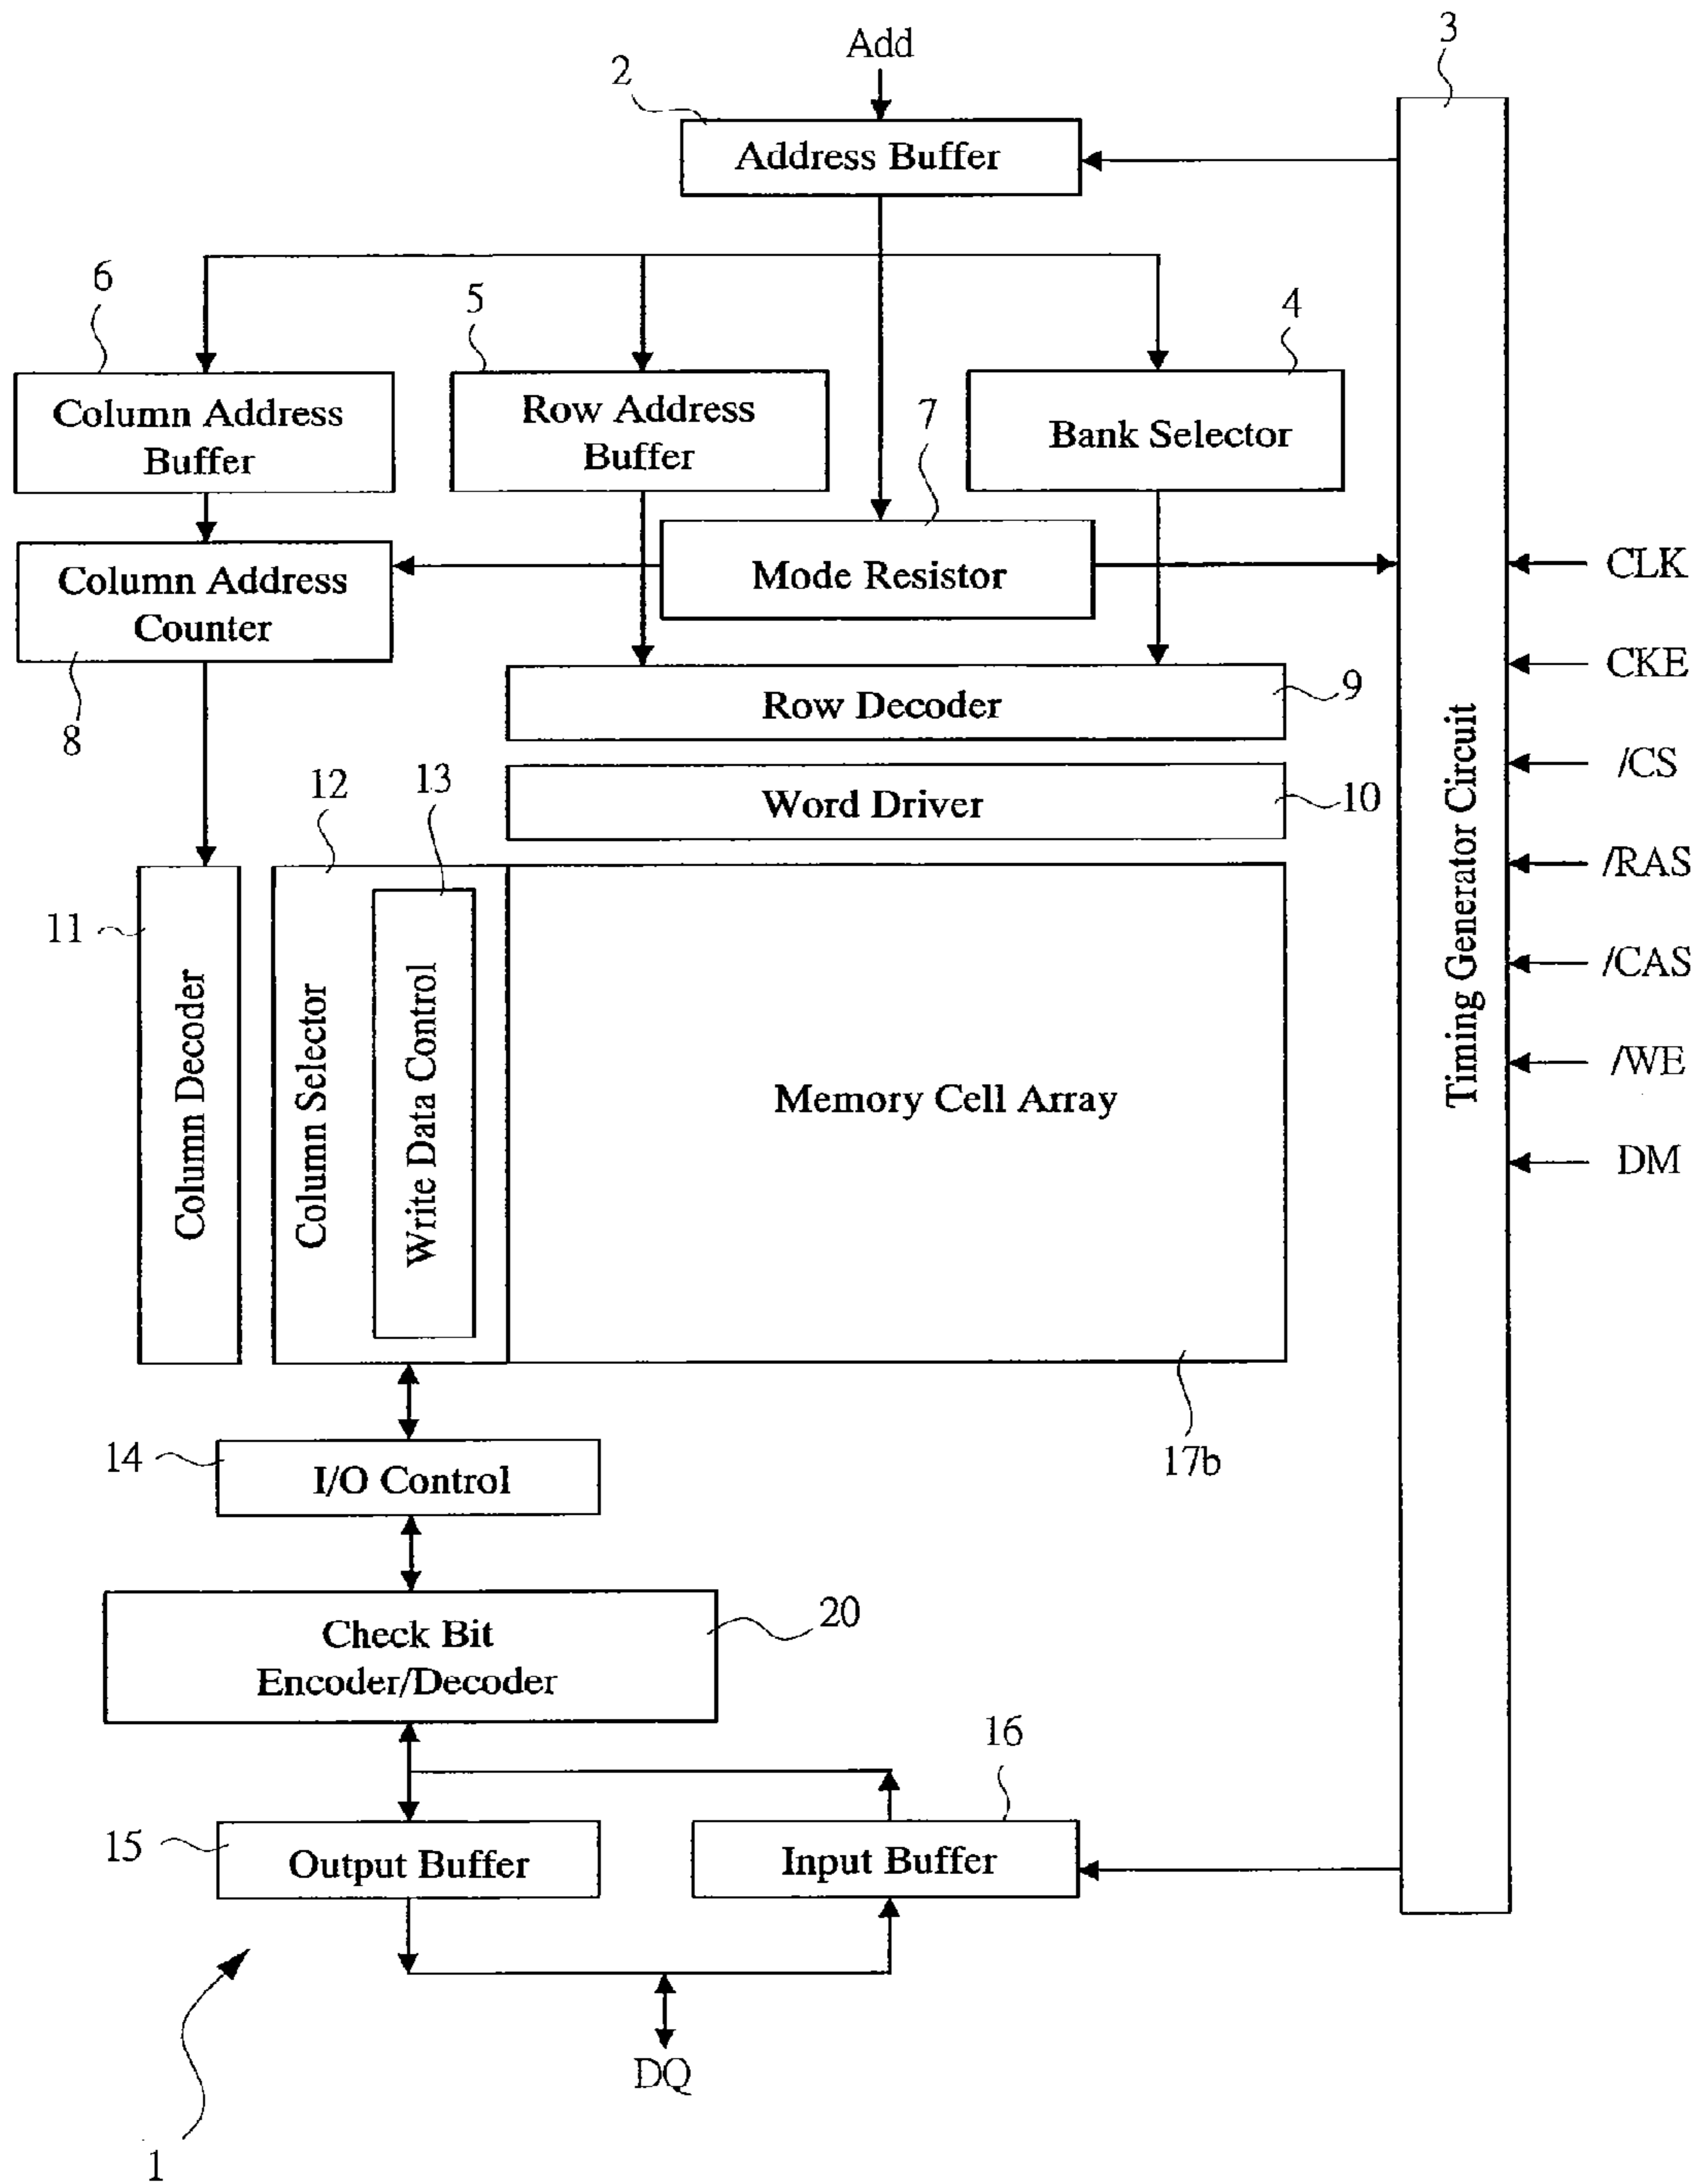 Add
2
3
Address Buffer
6
5
4
Column Address
Buffer
Row Address
Buffer
7
Bank Selector
Mode Resistor
CLK
Column Address
Counter
8
CKE
Row Decoder
9
/CS
12
13
Word Driver
10
Timing Generator Circuit
/RAS
11
Column Decoder
Column Selector
Write Data Control
Memory Cell Array
/CAS
/WE
DM
17b
14
I/O Control
20
Check Bit
Encoder/Decoder
16
15
Output Buffer
Input Buffer
DQ
1